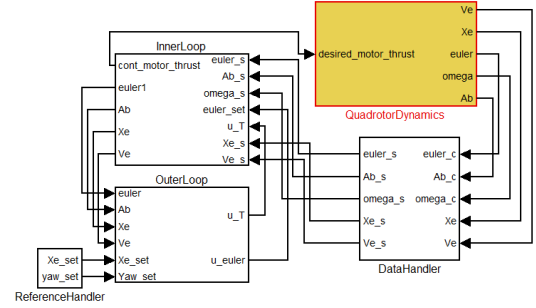 InnerLoop
cont_motor_thrust
euler1
Ab
Xe
Ve
euler_s
Ab_s
omega_s
euler_set
u_T
Xe_s
Ve_s
desired_motor_thrust
Ve
Xe
euler
omega
Ab
QuadrotorDynamics
OuterLoop
euler
Ab
Xe
Ve
Xe_set
Yaw_set
u_T
u_euler
euler_s
Ab_s
omega_s
Xe_s
Ve_s
euler_c
Ab_c
omega_c
Xe
Ve
DataHandler
Xe_set
yaw_set
ReferenceHandler